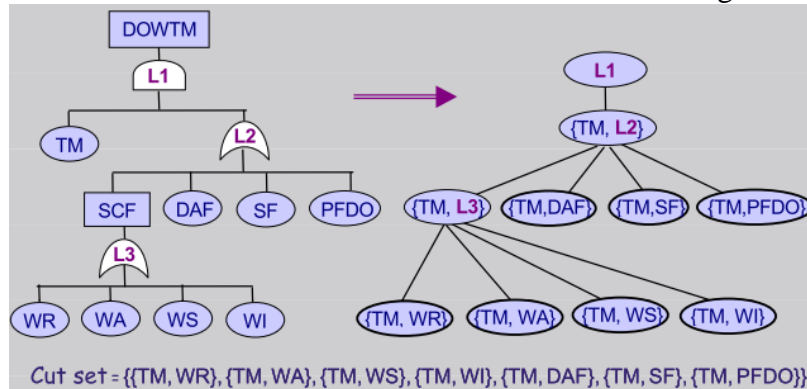 DOWTM
L1
TM
L2
SCF
DAF
SF
PFDO
L3
WR
WA
WS
WI
L1
{TM, L2}
{TM, L3}
{TM,DAF}
{TM,SF}
{TM,PFDO}
{TM, WR}
{TM, WA}
{TM, WS}
{TM, WI}
Cut set = {{TM, WR}, {TM, WA}, {TM, WS}, {TM, WI}, {TM, DAF}, {TM, SF}, {TM, PFDO}}